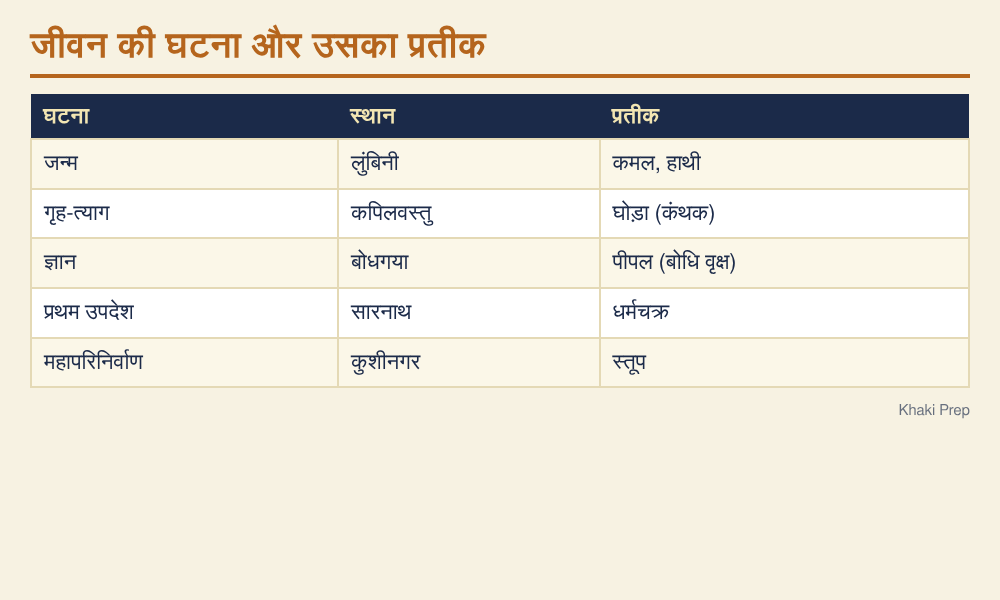 जीवन की घटना और उसका प्रतीक
घटना स्थान प्रतीक
जन्म लुंबिनी कमल, हाथी
गृह-त्याग कपिलवस्तु घोड़ा (कंथक)
ज्ञान बोधगया पीपल (बोधि वृक्ष)
प्रथम उपदेश सारनाथ धर्मचक्र
महापरिनिर्वाण कुशीनगर स्तूप
Khaki Prep